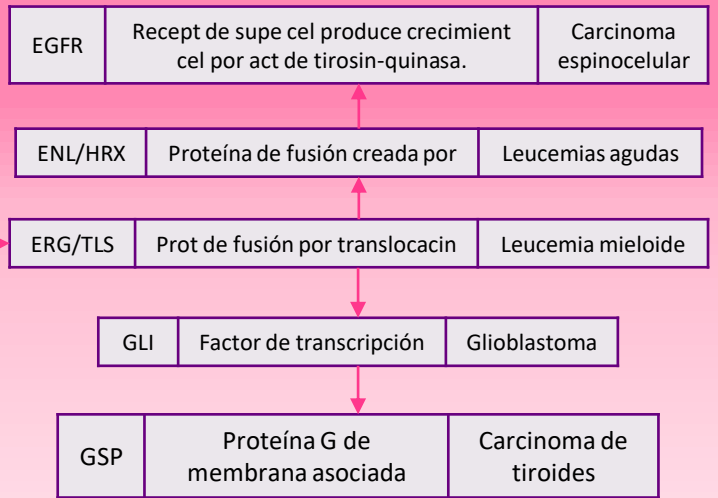 EGFR
Recept de supe cel produce crecimient
cel por act de tirosin-quinasa.
Carcinoma
espinocelular
ENL/HRX
Proteína de fusión creada por
Leucemias agudas
ERG/TLS
Prot de fusión por translocacin
Leucemia mieloide
GLI
Factor de transcripción
Glioblastoma
GSP
Proteína G de
membrana asociada
Carcinoma de
tiroides